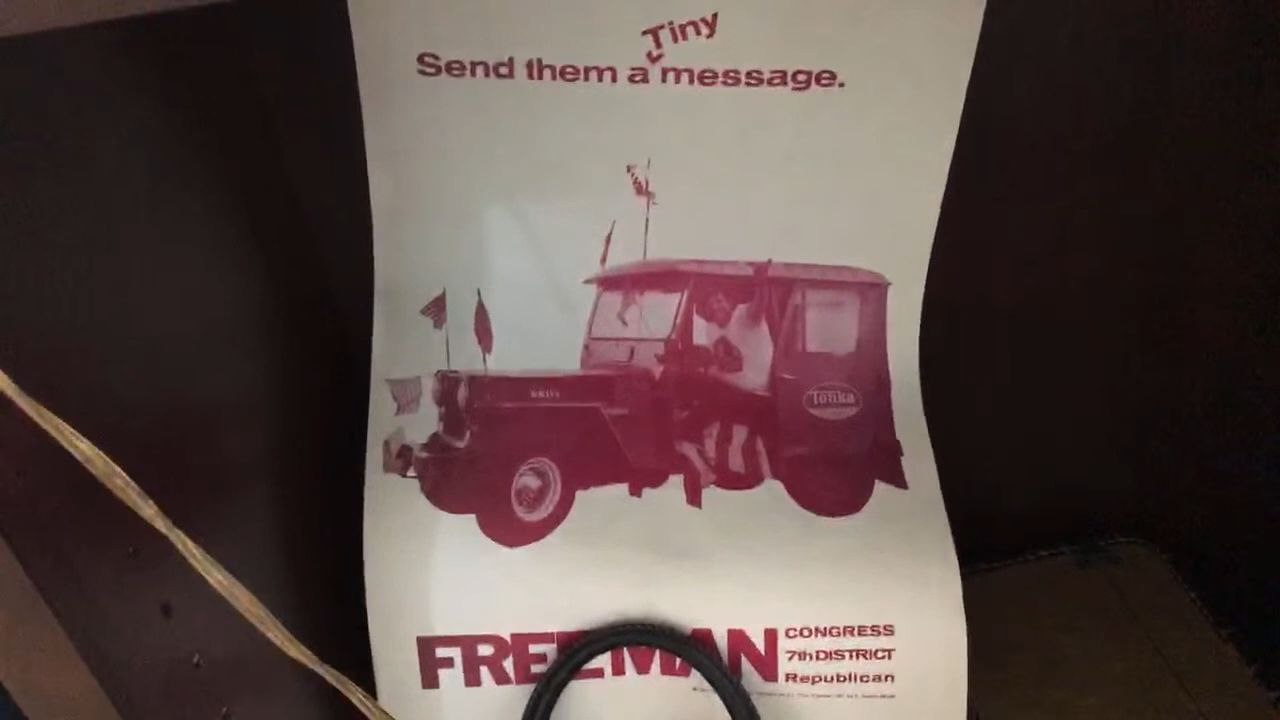 Tiny
Send them a message.
Tonka
FREEMAN
CONGRESS
7th DISTRICT
Republican